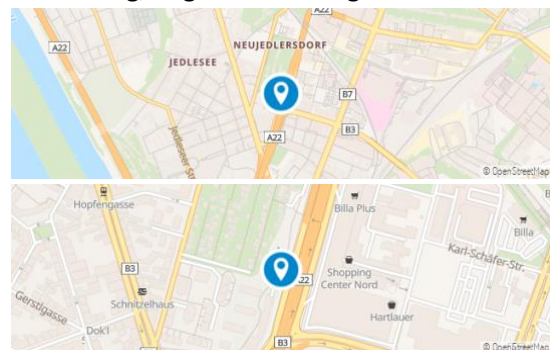 A22
A22
NEUJEDLERSDORF
JEDLESEE
B7
B3
A22
Jedleseer Str
© OpenStreetMap
Hopfengasse
Billa Plus
B
Billa
Karl-Schäfer-Str.
B3
22
Shopping
Center Nord
Gerstlgasse
Schnitzelhaus
Hartlauer
Dok'l
B3
© OpenStreetMap